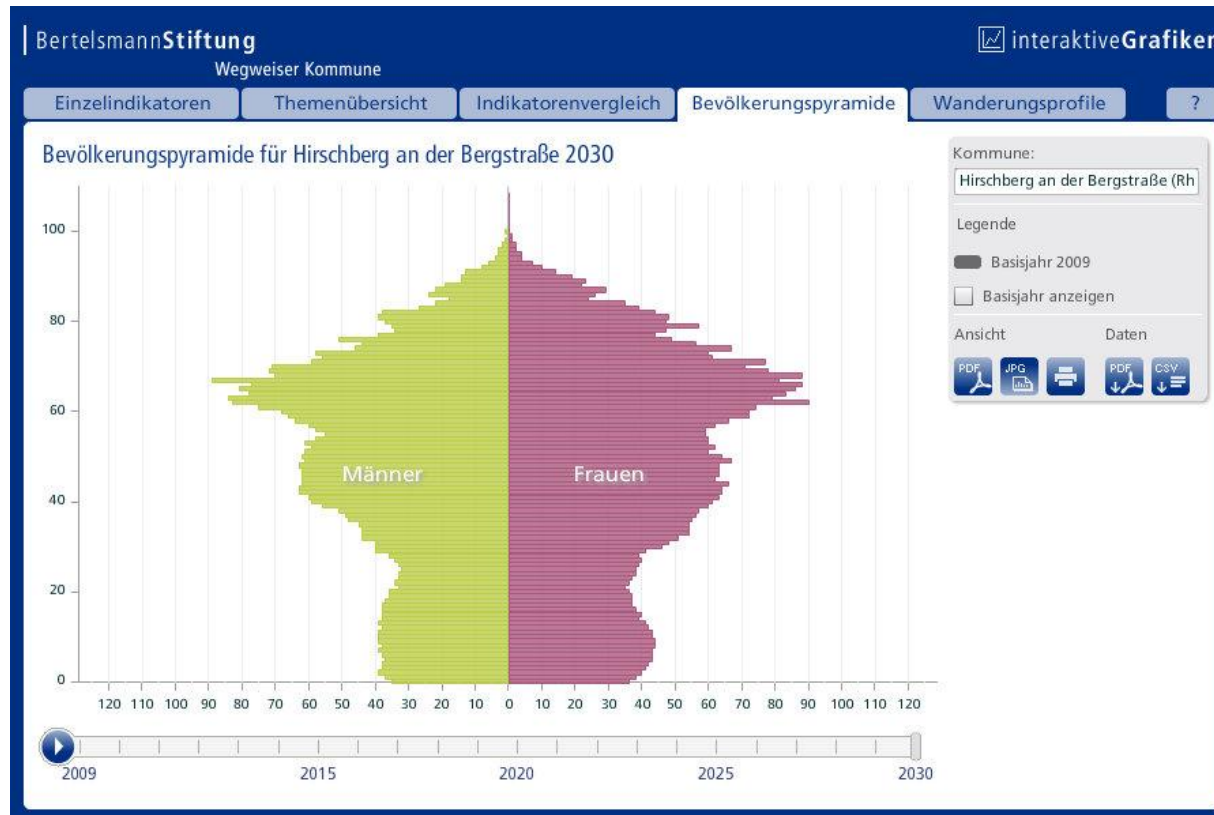 BertelsmannStiftung
Wegweiser Kommune
interaktiveGrafiken
Einzelindikatoren
Themenübersicht
Indikatorenvergleich
Bevölkerungspyramide
Wanderungsprofile
?
Bevölkerungspyramide für Hirschberg an der Bergstraße 2030
100
80
60
40
20
0
Männer
Frauen
120 110 100 90 80 70 60 50 40 30 20 10 0 10 20 30 40 50 60 70 80 90 100 110 120
2009 2015 2020 2025 2030
Kommune:
Hirschberg an der Bergstraße (Rh
Legende
Basisjahr 2009
Basisjahr anzeigen
Ansicht
Daten
PDF
JPG
PDF
CSV